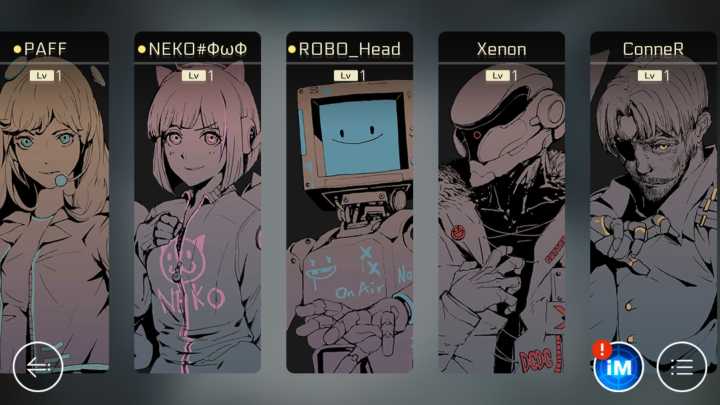 PAFF
NEKO#ΦωΦ
ROBO_Head
Xenon
ConneR
Lv 1
Lv 1
Lv 1
Lv 1
Lv 1
NEKO
On Air
No
!
iM